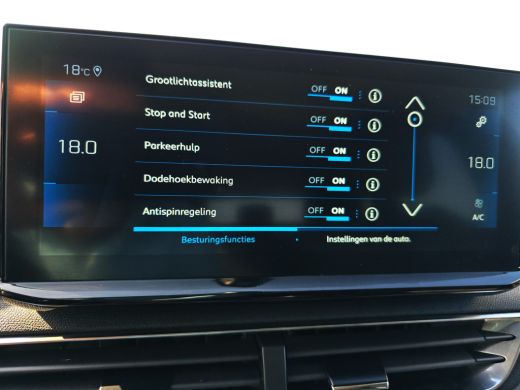 18°C
Grootlichtassistent OFF ON
15:09
Stop and Start OFF ON
18.0
Parkeerhulp OFF ON
18.0
Dodehoekbewaking OFF ON
Antispinregeling OFF ON
A/C
Besturingsfuncties
Instellingen van de auto.